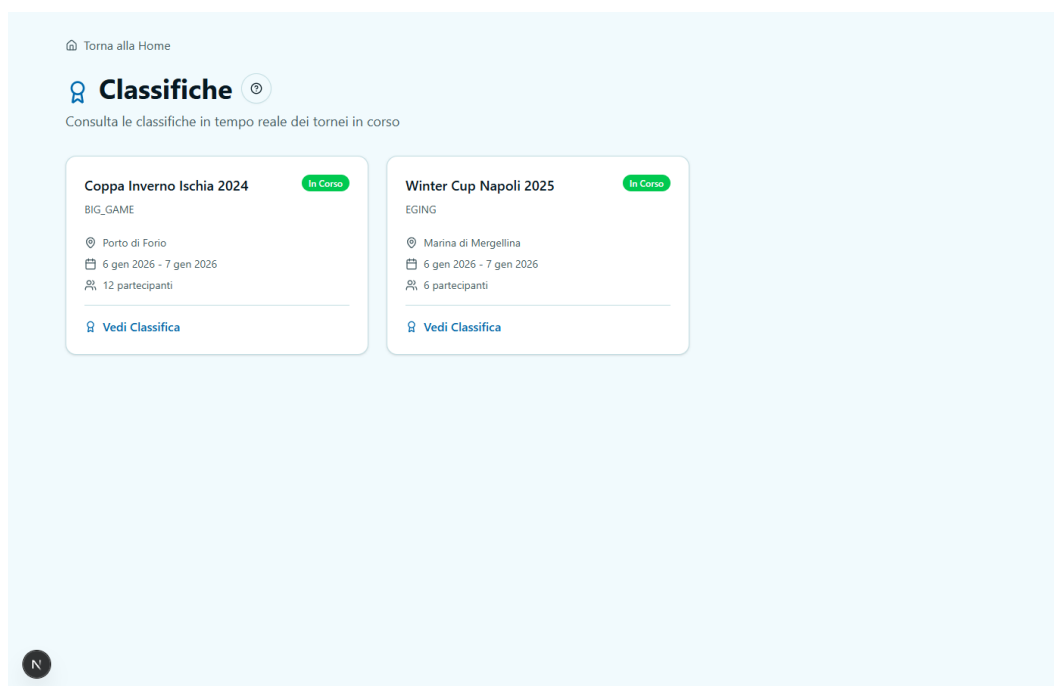 Torna alla Home
Classifiche
Consulta le classifiche in tempo reale dei tornei in corso
Coppa Inverno Ischia 2024
In Corso
BIG_GAME
Porto di Forio
6 gen 2026 - 7 gen 2026
12 partecipanti
Vedi Classifica
Winter Cup Napoli 2025
In Corso
EGING
Marina di Mergellina
6 gen 2026 - 7 gen 2026
6 partecipanti
Vedi Classifica
N